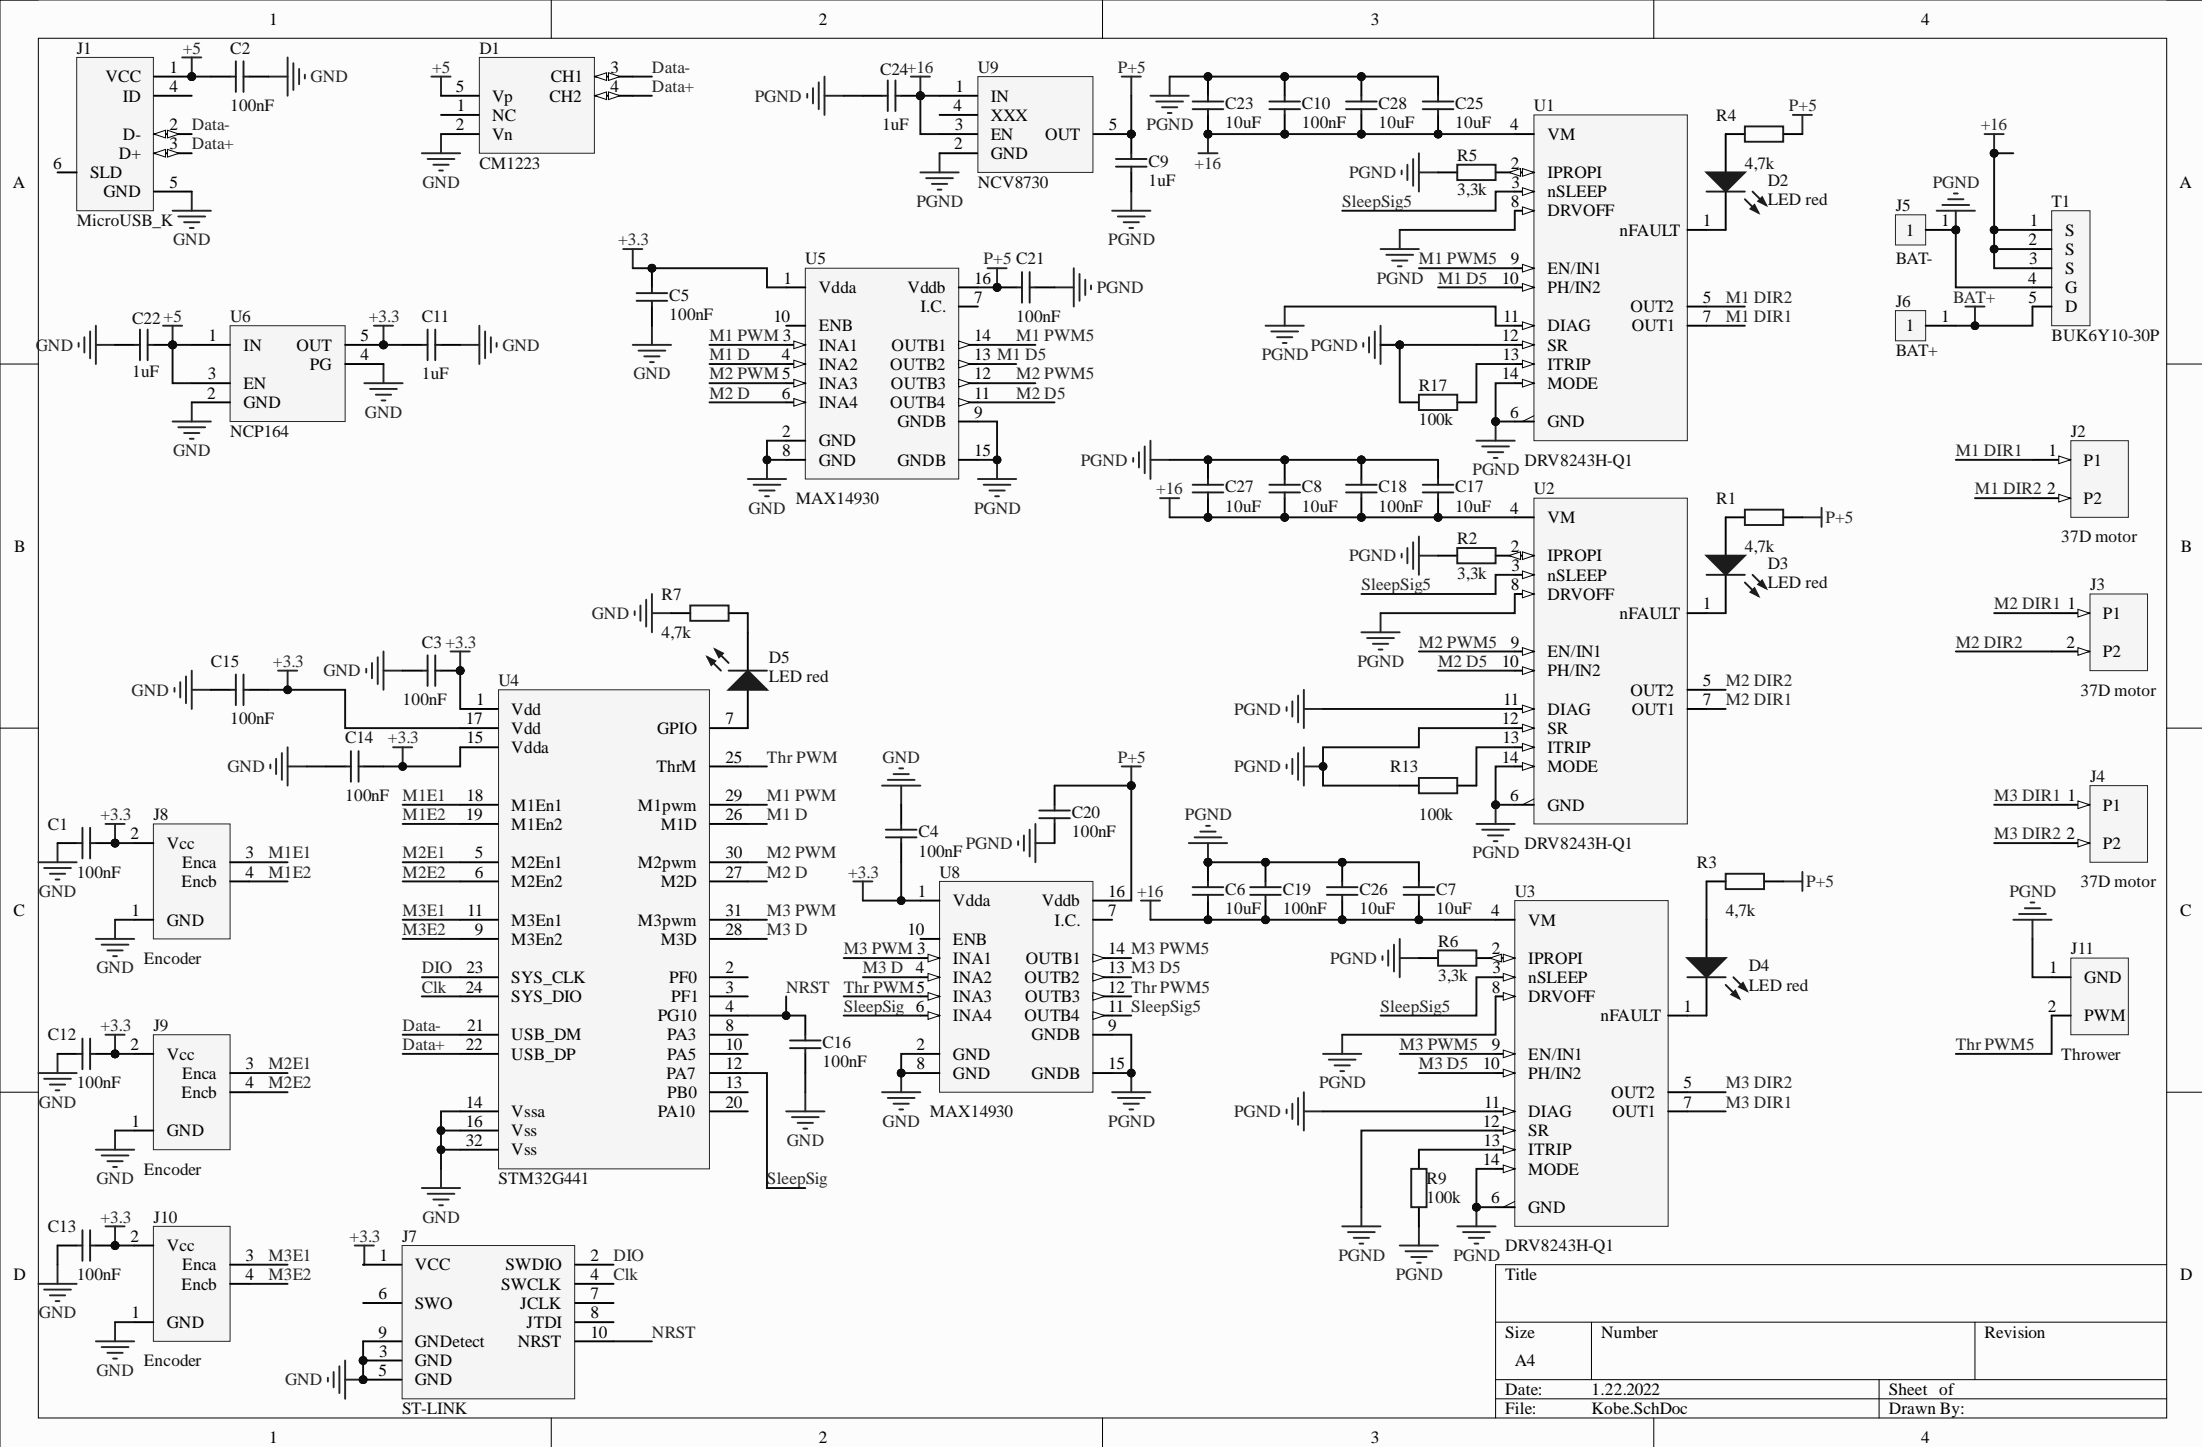 1 2 3 4
A A
B B
C C
D D
1 2 3 4
J1
VCC 1
ID 4
+5
C2
100nF
GND
D- 2 Data-
D+ 3 Data+
6 SLD
GND 5
MicroUSB_K
GND
D1
+5
5 Vp
1 NC
2 Vn
CH1 3 Data-
CH2 4 Data+
CM1223
GND
U9
C24 +16
PGND
1uF
1 IN
4 XXX
3 EN
2 GND
OUT 5
P+5
NCV8730
PGND
C9
1uF
PGND
PGND
C23
10uF
C10
100nF
C28
10uF
C25
10uF
+16
U1
4 VM
PGND R5 2 IPROPI
3,3k 3 nSLEEP
SleepSig5 8 DRVOFF
PGND
nFAULT 1
M1 PWM5 9 EN/IN1
M1 D5 10 PH/IN2
OUT2 5 M1 DIR2
OUT1 7 M1 DIR1
PGND
11 DIAG
PGND 12 SR
13 ITRIP
14 MODE
R17
100k
6 GND
PGND DRV8243H-Q1
R4 P+5
4,7k
D2
LED red
+16
PGND
J5
1 1
BAT-
J6
1 1
BAT+
BAT+
T1
1 S
2 S
3 S
4 G
5 D
BUK6Y10-30P
U6
C22 +5
GND
1uF
1 IN
3 EN
2 GND
OUT 5
PG 4
+3.3
C11
1uF
GND
GND
NCP164
GND
U5
+3.3
C5
100nF
GND
1 Vdda
10 ENB
M1 PWM 3 INA1
M1 D 4 INA2
M2 PWM 5 INA3
M2 D 6 INA4
2 GND
8 GND
GND
Vddb 16
I.C. 7
OUTB1 14 M1 PWM5
OUTB2 13 M1 D5
OUTB3 12 M2 PWM5
OUTB4 11 M2 D5
GNDB 9
GNDB 15
PGND
P+5 C21
100nF
PGND
MAX14930
PGND
C27
10uF
C8
10uF
C18
100nF
C17
10uF
+16
U2
4 VM
PGND R2 2 IPROPI
3,3k 3 nSLEEP
SleepSig5 8 DRVOFF
PGND
nFAULT 1
M2 PWM5 9 EN/IN1
M2 D5 10 PH/IN2
OUT2 5 M2 DIR2
OUT1 7 M2 DIR1
PGND 11 DIAG
12 SR
PGND 13 ITRIP
14 MODE
R13
100k
6 GND
PGND DRV8243H-Q1
R1
P+5
4,7k
D3
LED red
J2
M1 DIR1 1 P1
M1 DIR2 2 P2
37D motor
J3
M2 DIR1 1 P1
M2 DIR2 2 P2
37D motor
J4
M3 DIR1 1 P1
M3 DIR2 2 P2
37D motor
PGND
J11
1 GND
2 PWM
Thr PWM5 Thrower
R7
GND
4,7k
D5
LED red
C15 +3.3
GND
100nF
C3 +3.3
GND
100nF
C14 +3.3
GND
100nF
U4
1 Vdd
17 Vdd
15 Vdda
M1E1 18 M1En1
M1E2 19 M1En2
M2E1 5 M2En1
M2E2 6 M2En2
M3E1 11 M3En1
M3E2 9 M3En2
DIO 23 SYS_CLK
Clk 24 SYS_DIO
Data- 21 USB_DM
Data+ 22 USB_DP
14 Vssa
16 Vss
32 Vss
GPIO 7
ThrM 25 Thr PWM
M1pwm 29 M1 PWM
M1D 26 M1 D
M2pwm 30 M2 PWM
M2D 27 M2 D
M3pwm 31 M3 PWM
M3D 28 M3 D
PF0 2
PF1 3
PG10 4
PA3 8
PA5 10
PA7 12
PB0 13
PA10 20
NRST
C16
100nF
GND
SleepSig
STM32G441
GND
C1 +3.3 J8
GND 100nF
2 Vcc
Enca 3 M1E1
Encb 4 M1E2
1 GND
GND Encoder
C12 +3.3 J9
GND 100nF
2 Vcc
Enca 3 M2E1
Encb 4 M2E2
1 GND
GND Encoder
C13 +3.3 J10
GND 100nF
2 Vcc
Enca 3 M3E1
Encb 4 M3E2
1 GND
GND Encoder
+3.3 J7
1 VCC
6 SWO
9 GNDetect
3 GND
5 GND
GND
SWDIO 2 DIO
SWCLK 4 Clk
JCLK 7
JTDI 8
NRST 10 NRST
ST-LINK
GND
C4
100nF
+3.3
P+5
C20
100nF
PGND
U8
1 Vdda
10 ENB
M3 PWM 3 INA1
M3 D 4 INA2
Thr PWM 5 INA3
SleepSig 6 INA4
2 GND
8 GND
GND
Vddb 16
I.C. 7
OUTB1 14 M3 PWM5
OUTB2 13 M3 D5
OUTB3 12 Thr PWM5
OUTB4 11 SleepSig5
GNDB 9
GNDB 15
PGND
MAX14930
PGND
+16
C6
10uF
C19
100nF
C26
10uF
C7
10uF
U3
4 VM
PGND R6 2 IPROPI
3,3k 3 nSLEEP
SleepSig5 8 DRVOFF
PGND
nFAULT 1
M3 PWM5 9 EN/IN1
M3 D5 10 PH/IN2
OUT2 5 M3 DIR2
OUT1 7 M3 DIR1
PGND 11 DIAG
12 SR
13 ITRIP
14 MODE
R9
100k
6 GND
PGND PGND PGND
DRV8243H-Q1
R3
P+5
4,7k
D4
LED red
Title
Size Number Revision
A4
Date: 1.22.2022 Sheet of
File: Kobe.SchDoc Drawn By: